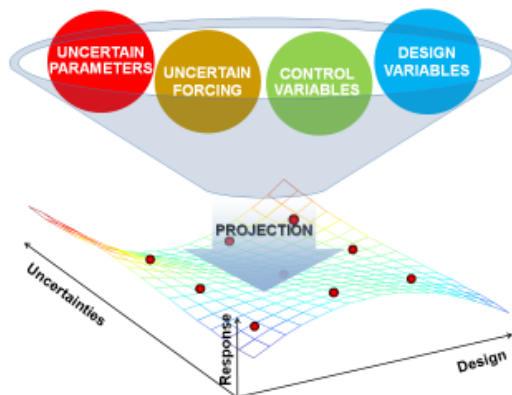 UNCERTAIN
PARAMETERS
UNCERTAIN
FORCING
CONTROL
VARIABLES
DESIGN
VARIABLES
PROJECTION
Uncertainties
Response
Design